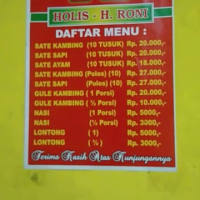 HOLIS - H. RONI
DAFTAR MENU :
SATE KAMBING (10 TUSUK) Rp. 20.000,-
SATE SAPI (10 TUSUK) Rp. 20.000,-
SATE AYAM (10 TUSUK) Rp. 18.000,-
SATE KAMBING (Polos) (10) Rp. 27.000,-
SATE SAPI (Polos) (10) Rp. 27.000,-
GULE KAMBING ( 1 Porsi) Rp. 20.000,-
GULE KAMBING ( ½ Porsi) Rp. 10.000,-
NASI ( 1 Porsi) Rp. 5000,-
NASI ( ½ Porsi) Rp. 3000,-
LONTONG ( 1 ) Rp. 5000,-
LONTONG ( ½ ) Rp. 3000,-
Terima Kasih Atas Kunjungannya